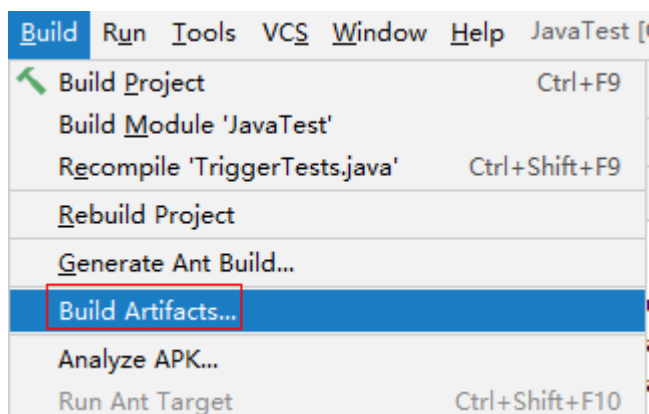 Build Run Tools VCS Window Help JavaTest [
Build Project Ctrl+F9
Build Module 'JavaTest'
Recompile 'TriggerTests.java' Ctrl+Shift+F9
Rebuild Project
Generate Ant Build...
Build Artifacts...
Analyze APK...
Run Ant Target Ctrl+Shift+F10